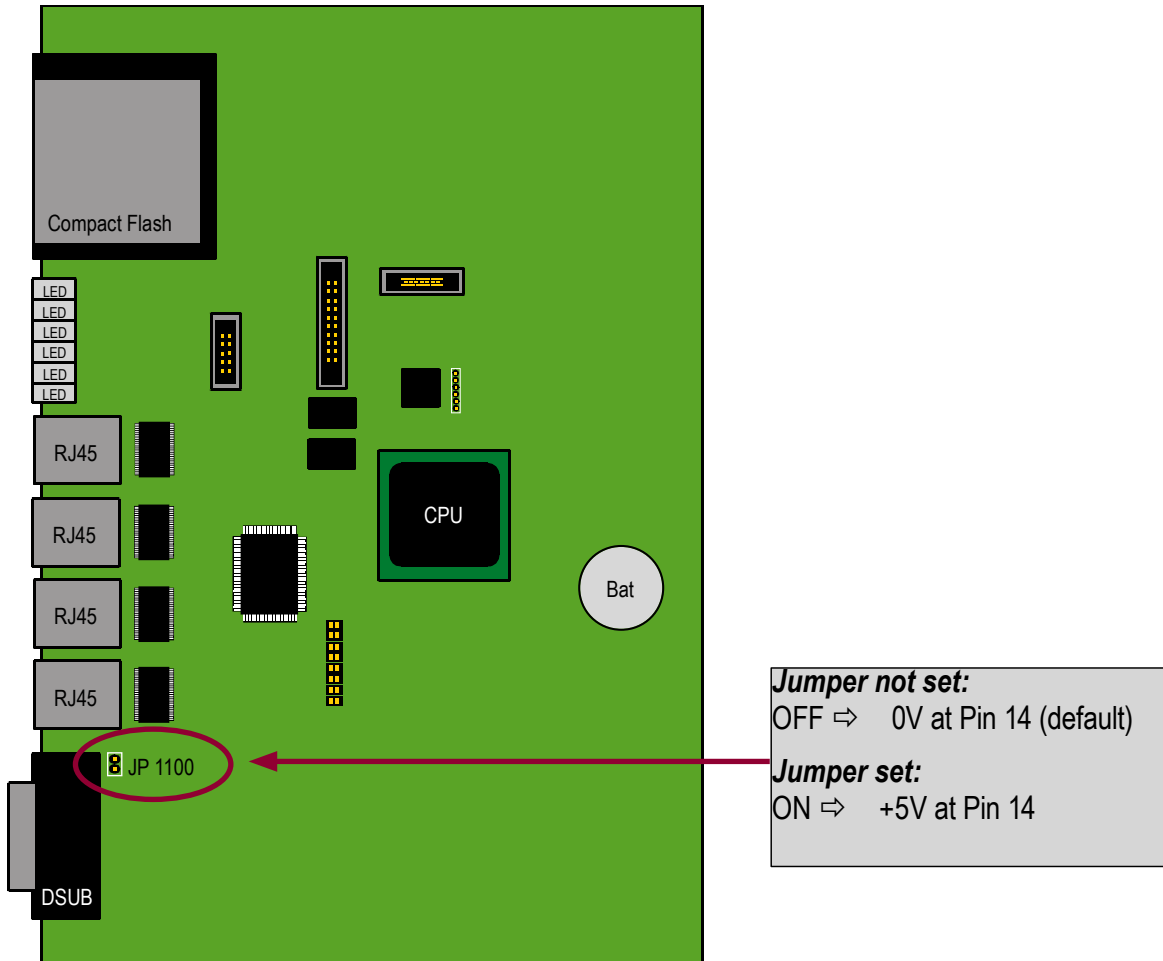 Compact Flash
LED
LED
LED
LED
LED
LED
RJ45
RJ45
RJ45
RJ45
CPU
Bat
JP 1100
DSUB
Jumper not set:
OFF ⇨ 0V at Pin 14 (default)
Jumper set:
ON ⇨ +5V at Pin 14